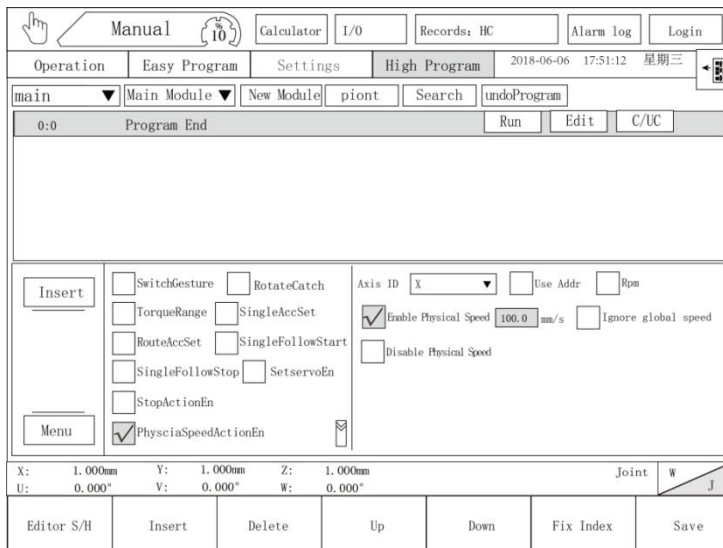 Manual % 10 Calculator I/O Records: HC Alarm log Login
Operation Easy Program Settings High Program 2018-06-06 17:51:12 星期三
main Main Module New Module piont Search undoProgram
0:0 Program End Run Edit C/UC
Insert
Menu
SwitchGesture RotateCatch
TorqueRange SingleAccSet
RouteAccSet SingleFollowStart
SingleFollowStop SetservoEn
StopActionEn
PhysciaSpeedActionEn
Axis ID X Use Addr Rpm
Enable Physical Speed 100.0 mm/s Ignore global speed
Disable Physical Speed
X: 1.000mm Y: 1.000mm Z: 1.000mm Joint W
U: 0.000° V: 0.000° W: 0.000° J
Editor S/H Insert Delete Up Down Fix Index Save